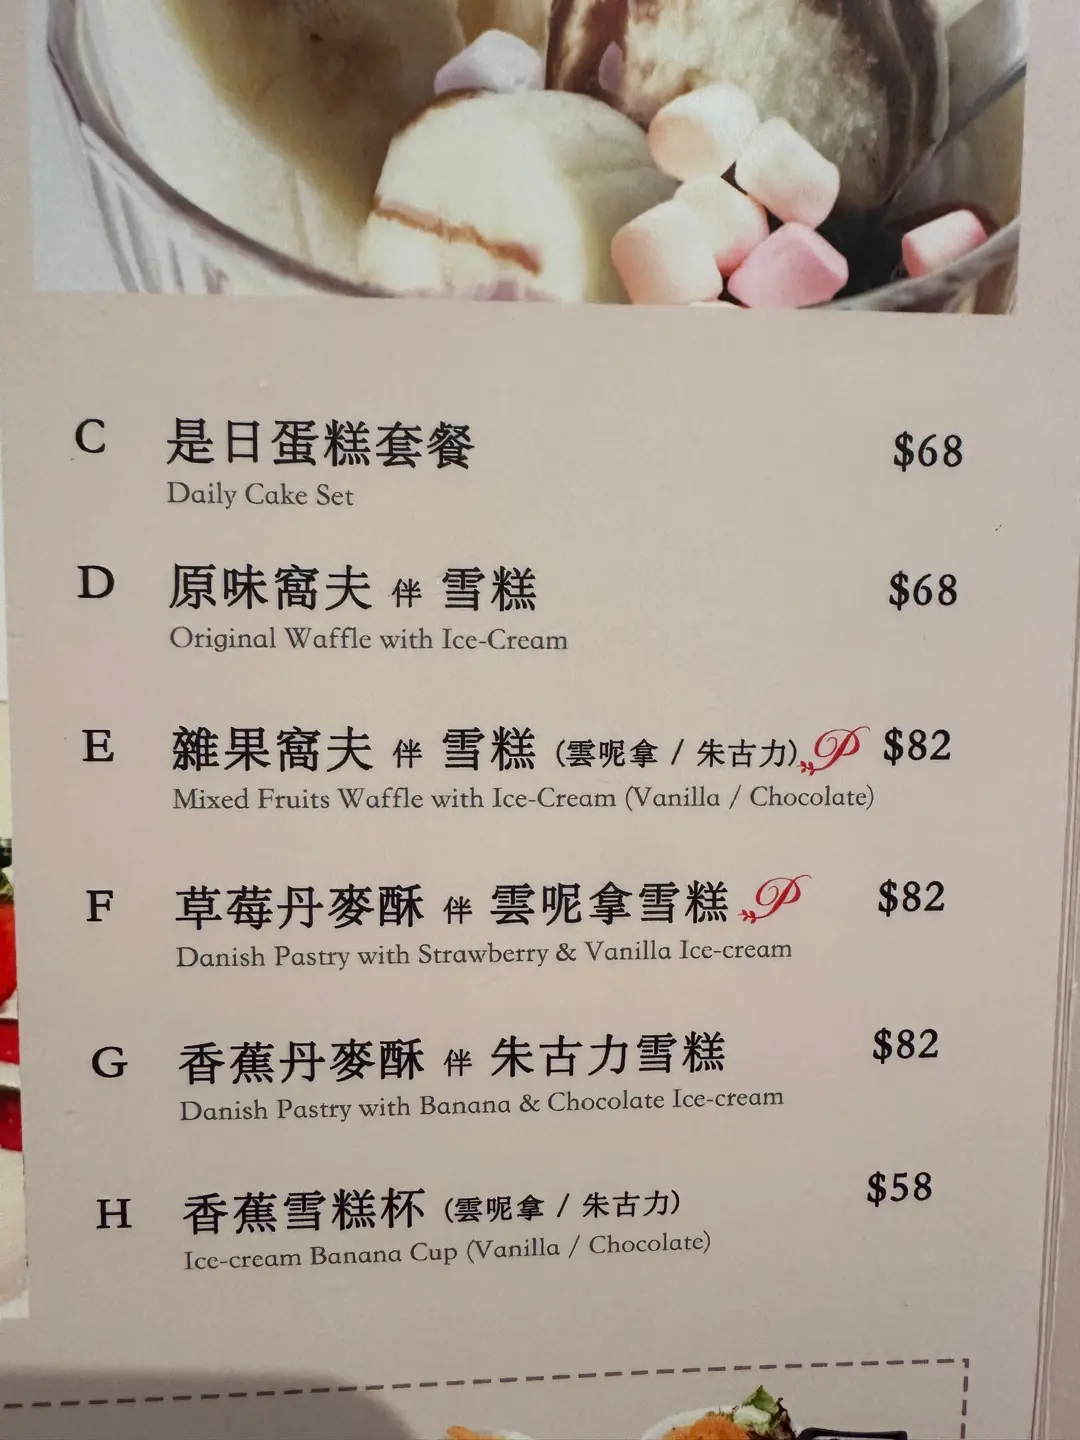 C 是日蛋糕套餐 $68
Daily Cake Set
D 原味窩夫 伴 雪糕 $68
Original Waffle with Ice-Cream
E 雜果窩夫 伴 雪糕 (雲呢拿 / 朱古力) P $82
Mixed Fruits Waffle with Ice-Cream (Vanilla / Chocolate)
F 草莓丹麥酥 伴 雲呢拿雪糕 P $82
Danish Pastry with Strawberry & Vanilla Ice-cream
G 香蕉丹麥酥 伴 朱古力雪糕 $82
Danish Pastry with Banana & Chocolate Ice-cream
H 香蕉雪糕杯 (雲呢拿 / 朱古力) $58
Ice-cream Banana Cup (Vanilla / Chocolate)